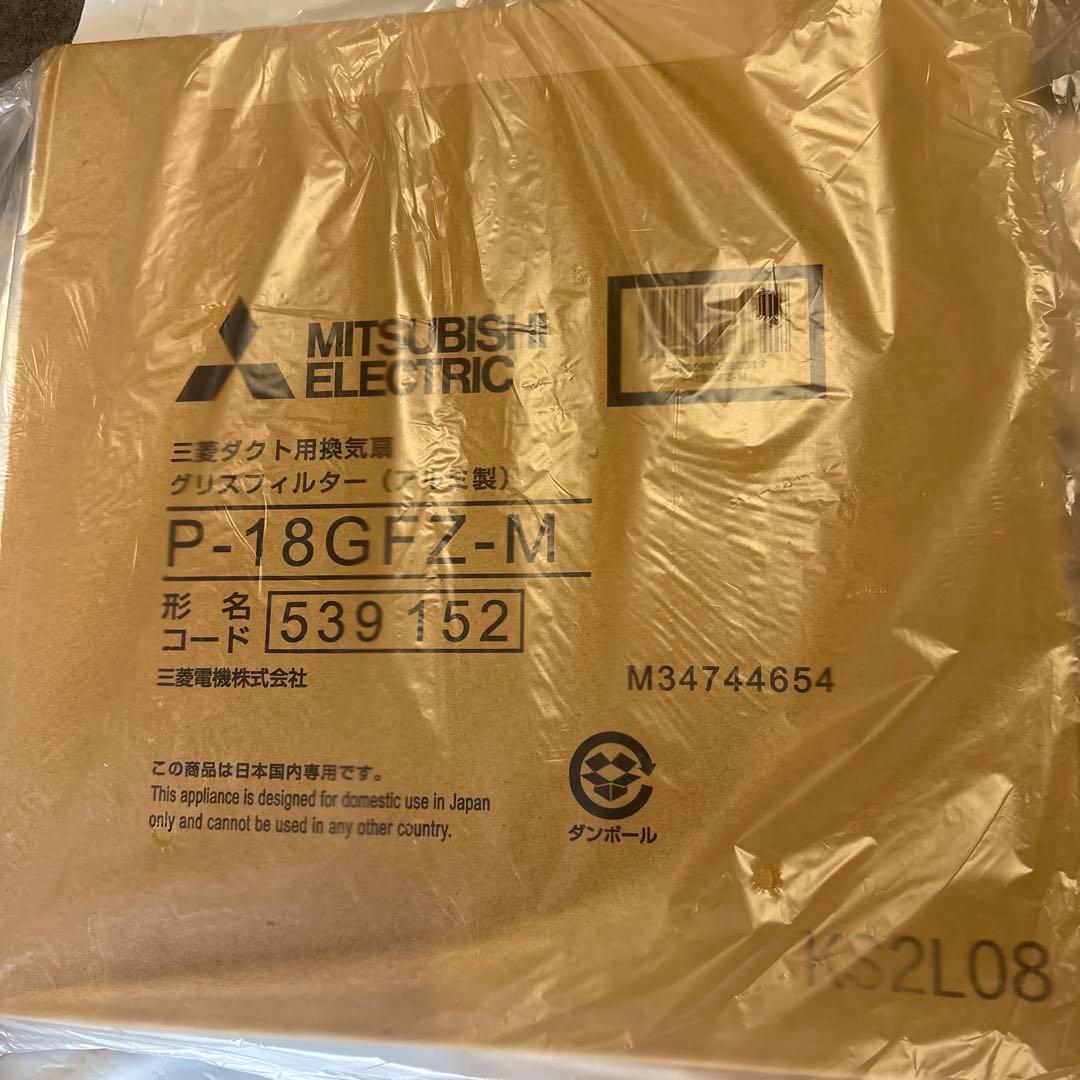 MITSUBISHI
ELECTRIC
三菱ダクト用換気扇
グリスフィルター（アルミ製）
P-18GFZ-M
形名
コード 539 152
三菱電機株式会社
M34744654
この商品は日本国内専用です。
This appliance is designed for domestic use in Japan
only and cannot be used in any other country.
ダンボール
KS2L08